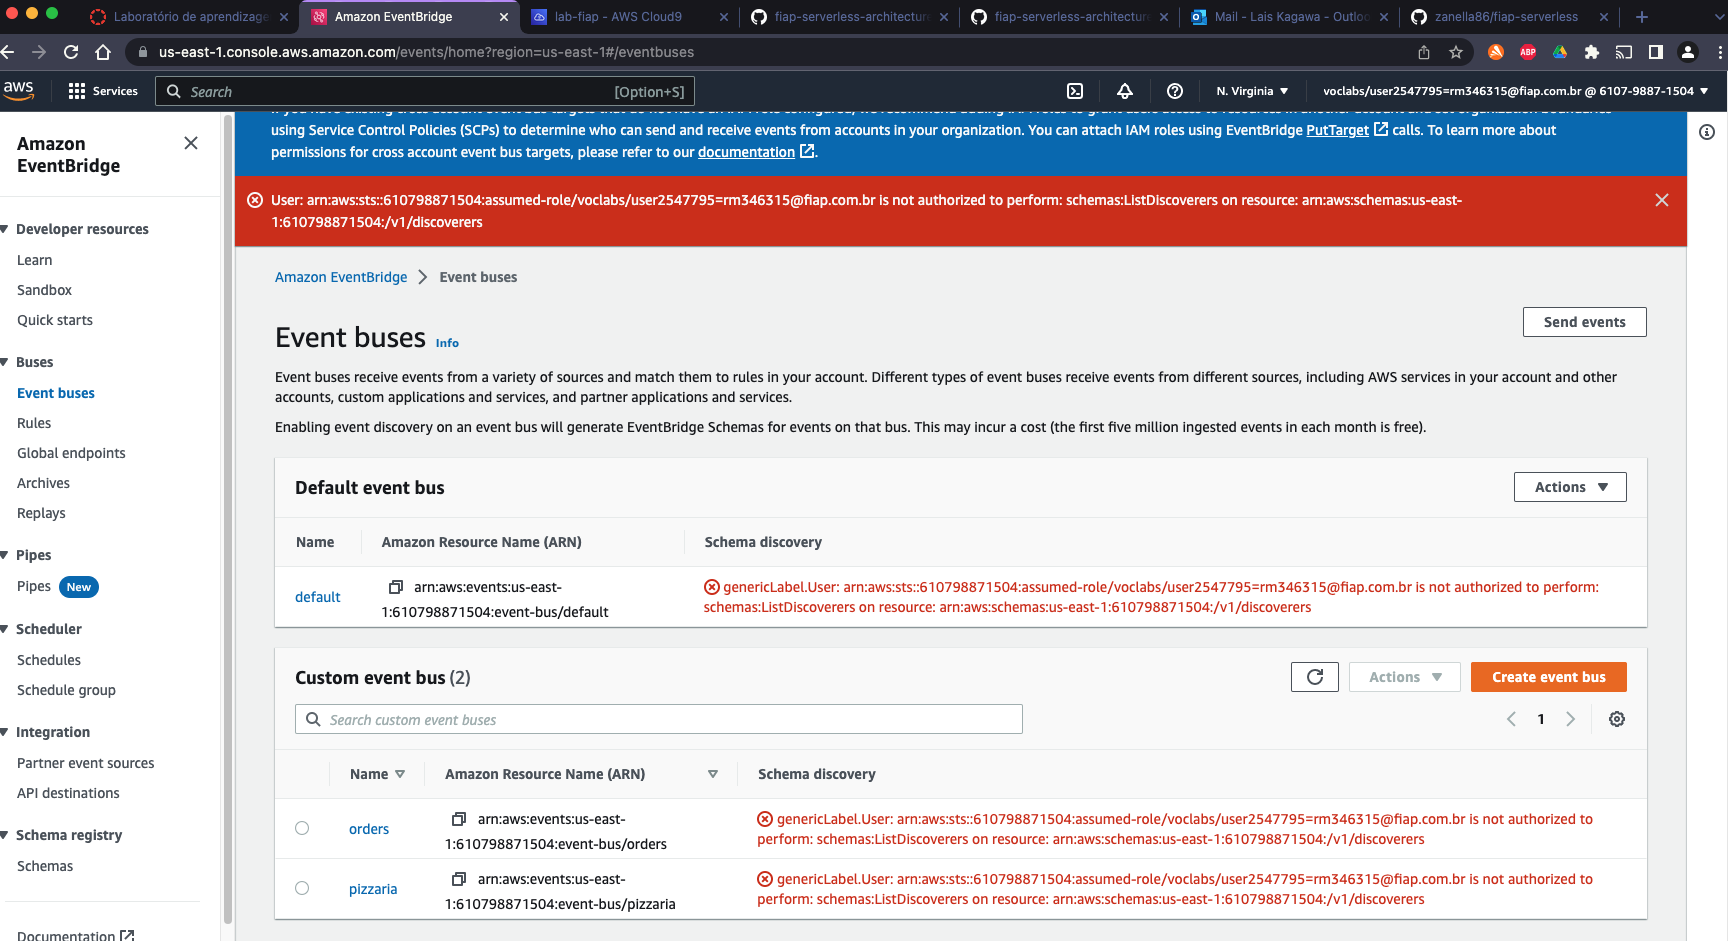 Laboratório de aprendizage
Amazon EventBridge
lab-fiap - AWS Cloud9
fiap-serverless-architecture
fiap-serverless-architecture
Mail - Lais Kagawa - Outloo
zanella86/fiap-serverless
us-east-1.console.aws.amazon.com/events/home?region=us-east-1#/eventbuses
ABP
aws
Services
Search
[Option+S]
N. Virginia
voclabs/user2547795=rm346315@fiap.com.br @ 6107-9887-1504
Amazon
EventBridge
Developer resources
Learn
Sandbox
Quick starts
Buses
Event buses
Rules
Global endpoints
Archives
Replays
Pipes
Pipes New
Scheduler
Schedules
Schedule group
Integration
Partner event sources
API destinations
Schema registry
Schemas
Documentation
using Service Control Policies (SCPs) to determine who can send and receive events from accounts in your organization. You can attach IAM roles using EventBridge PutTarget calls. To learn more about
permissions for cross account event bus targets, please refer to our documentation.
User: arn:aws:sts::610798871504:assumed-role/voclabs/user2547795=rm346315@fiap.com.br is not authorized to perform: schemas:ListDiscoverers on resource: arn:aws:schemas:us-east-
1:610798871504:/v1/discoverers
Amazon EventBridge
Event buses
Event buses Info
Send events
Event buses receive events from a variety of sources and match them to rules in your account. Different types of event buses receive events from different sources, including AWS services in your account and other
accounts, custom applications and services, and partner applications and services.
Enabling event discovery on an event bus will generate EventBridge Schemas for events on that bus. This may incur a cost (the first five million ingested events in each month is free).
Default event bus
Actions
Name
Amazon Resource Name (ARN)
Schema discovery
default
arn:aws:events:us-east-
1:610798871504:event-bus/default
genericLabel.User: arn:aws:sts::610798871504:assumed-role/voclabs/user2547795=rm346315@fiap.com.br is not authorized to perform:
schemas:ListDiscoverers on resource: arn:aws:schemas:us-east-1:610798871504:/v1/discoverers
Custom event bus (2)
Actions
Create event bus
Search custom event buses
1
Name
Amazon Resource Name (ARN)
Schema discovery
orders
arn:aws:events:us-east-
1:610798871504:event-bus/orders
genericLabel.User: arn:aws:sts::610798871504:assumed-role/voclabs/user2547795=rm346315@fiap.com.br is not authorized to
perform: schemas:ListDiscoverers on resource: arn:aws:schemas:us-east-1:610798871504:/v1/discoverers
pizzaria
arn:aws:events:us-east-
1:610798871504:event-bus/pizzaria
genericLabel.User: arn:aws:sts::610798871504:assumed-role/voclabs/user2547795=rm346315@fiap.com.br is not authorized to
perform: schemas:ListDiscoverers on resource: arn:aws:schemas:us-east-1:610798871504:/v1/discoverers